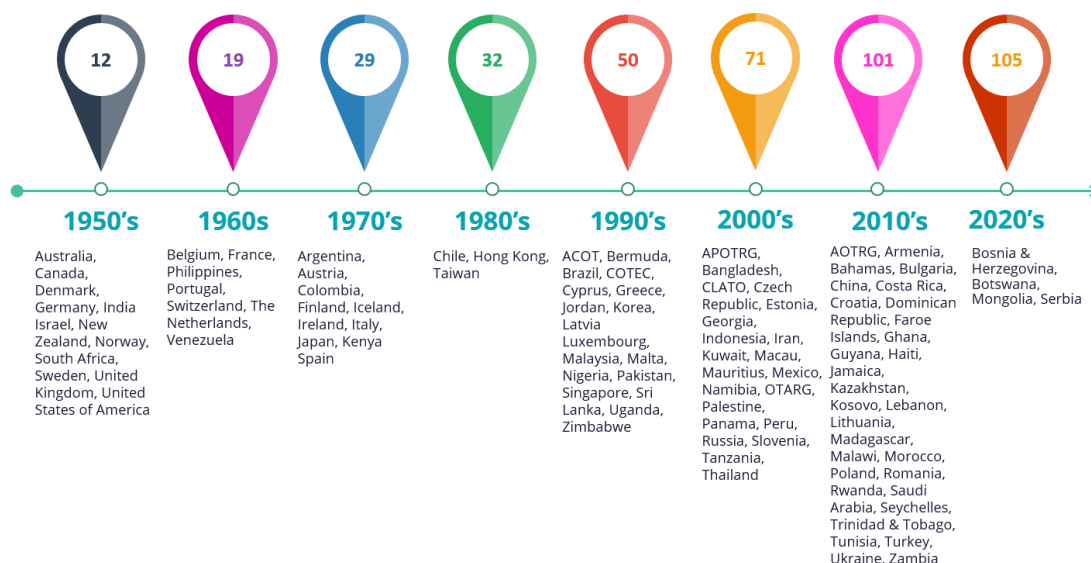 12
19
29
32
50
71
101
105
1950’s
1960s
1970’s
1980’s
1990’s
2000’s
2010’s
2020’s
Australia,
Canada,
Denmark,
Germany, India
Israel, New
Zealand, Norway,
South Africa,
Sweden, United
Kingdom, United
States of America
Belgium, France,
Philippines,
Portugal,
Switzerland, The
Netherlands,
Venezuela
Argentina,
Austria,
Colombia,
Finland, Iceland,
Ireland, Italy,
Japan, Kenya
Spain
Chile, Hong Kong,
Taiwan
ACOT, Bermuda,
Brazil, COTEC,
Cyprus, Greece,
Jordan, Korea,
Latvia
Luxembourg,
Malaysia, Malta,
Nigeria, Pakistan,
Singapore, Sri
Lanka, Uganda,
Zimbabwe
APOTRG,
Bangladesh,
CLATO, Czech
Republic, Estonia,
Georgia,
Indonesia, Iran,
Kuwait, Macau,
Mauritius, Mexico,
Namibia, OTARG,
Palestine,
Panama, Peru,
Russia, Slovenia,
Tanzania,
Thailand
AOTRG, Armenia,
Bahamas, Bulgaria,
China, Costa Rica,
Croatia, Dominican
Republic, Faroe
Islands, Ghana,
Guyana, Haiti,
Jamaica,
Kazakhstan,
Kosovo, Lebanon,
Lithuania,
Madagascar,
Malawi, Morocco,
Poland, Romania,
Rwanda, Saudi
Arabia, Seychelles,
Trinidad & Tobago,
Tunisia, Turkey,
Ukraine, Zambia
Bosnia &
Herzegovina,
Botswana,
Mongolia, Serbia